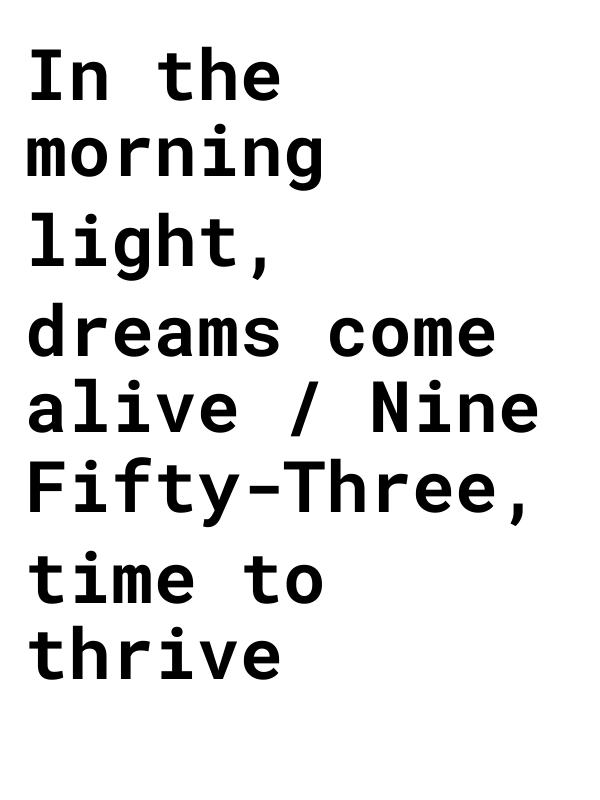 In the
morning
light,
dreams come
alive / Nine
Fifty-Three,
time to
thrive